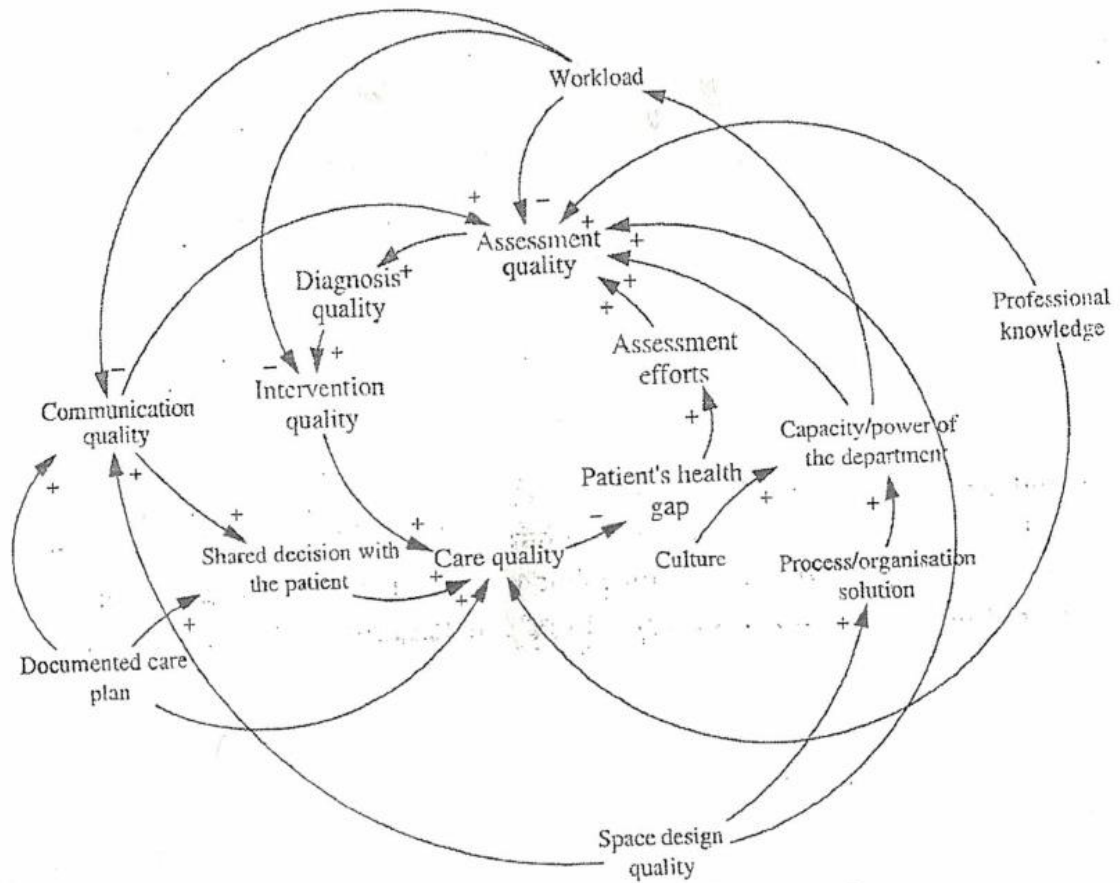 Workload
+
−
+
Assessment
quality
+
+
+
+
Diagnosis
quality
Professional
knowledge
+
−
Assessment
efforts
−
Intervention
quality
Communication
quality
+
Capacity/power of
the department
Patient's health
gap
+
+
+
+
+
+
−
Shared decision with
the patient
+
Care quality
+
Culture
Process/organisation
solution
+
+
Documented care
plan
Space design
quality